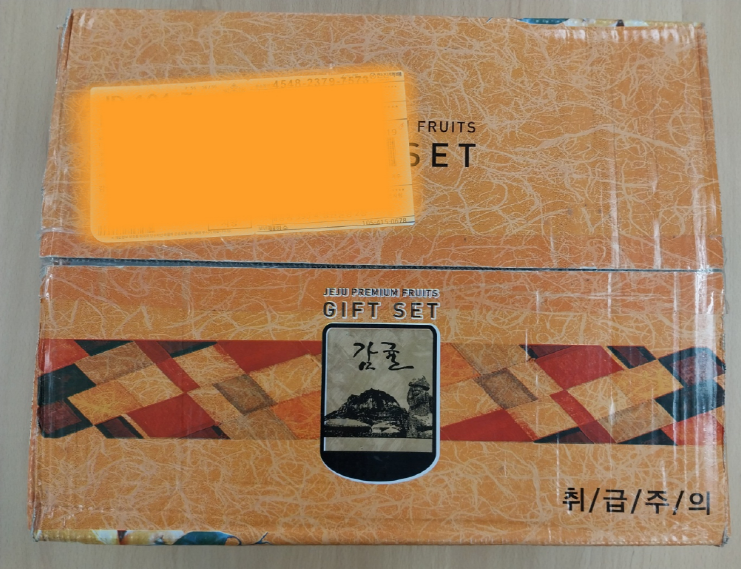 FRUITS
SET
JEJU PREMIUM FRUITS
GIFT SET
감귤
취/급/주/의